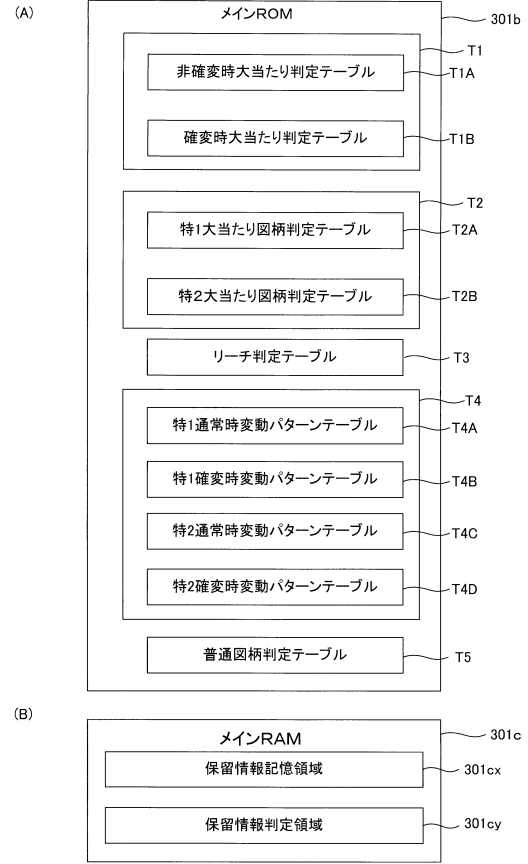 (A)
メインROM
301b
T1
非確変時大当たり判定テーブル
T1A
確変時大当たり判定テーブル
T1B
T2
特1大当たり図柄判定テーブル
T2A
特2大当たり図柄判定テーブル
T2B
リーチ判定テーブル
T3
T4
特1通常時変動パターンテーブル
T4A
特1確変時変動パターンテーブル
T4B
特2通常時変動パターンテーブル
T4C
特2確変時変動パターンテーブル
T4D
普通図柄判定テーブル
T5
(B)
メインRAM
301c
保留情報記憶領域
301cx
保留情報判定領域
301cy